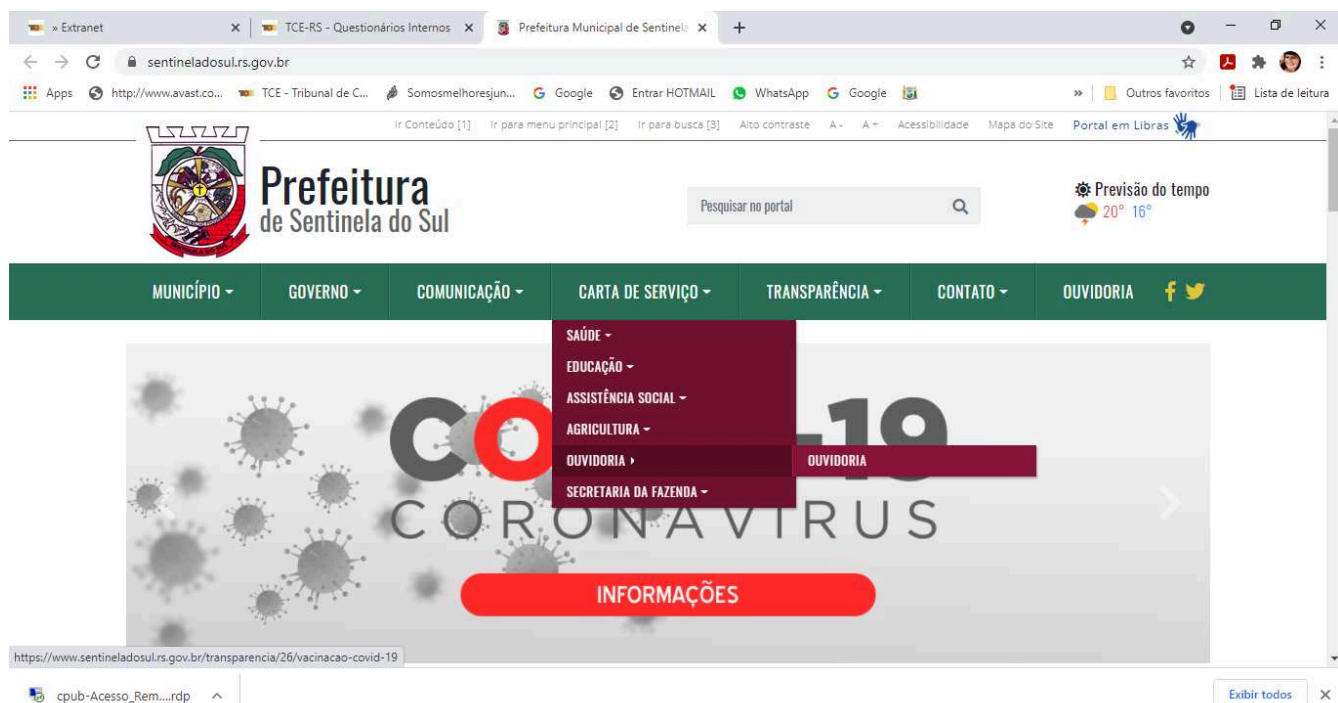 » Extranet
TCE-RS - Questionários Internos
Prefeitura Municipal de Sentinela
sentineladosul.rs.gov.br
Apps http://www.avast.co... TCE - Tribunal de C... Somosmelhoresjun... Google Entrar HOTMAIL WhatsApp Google » Outros favoritos Lista de leitura
Ir Conteúdo [1] Ir para menu principal [2] Ir para busca [3] Alto contraste A- A+ Acessibilidade Mapa do Site Portal em Libras
Prefeitura
de Sentinela do Sul
Pesquisar no portal
Previsão do tempo
20° 16°
MUNICÍPIO GOVERNO COMUNICAÇÃO CARTA DE SERVIÇO TRANSPARÊNCIA CONTATO OUVIDORIA
SAÚDE
EDUCAÇÃO
ASSISTÊNCIA SOCIAL
AGRICULTURA
OUVIDORIA
OUVIDORIA
SECRETARIA DA FAZENDA
CO -19
CORONAVIRUS
INFORMAÇÕES
https://www.sentineladosul.rs.gov.br/transparencia/26/vacinacao-covid-19
cpub-Acesso_Rem....rdp
Exibir todos